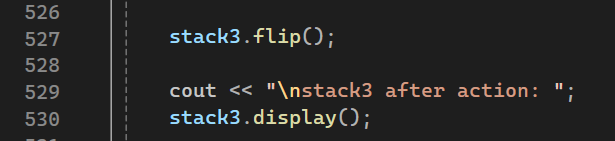 526
527 stack3.flip();
528
529 cout << "\nstack3 after action: ";
530 stack3.display();